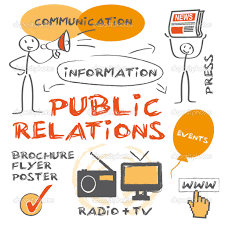 COMMUNICATION
NEWS
INFORMATION
PRESS
PUBLIC
RELATIONS
EVENTS
BROCHURE
FLYER
POSTER
WWW
RADIO + TV